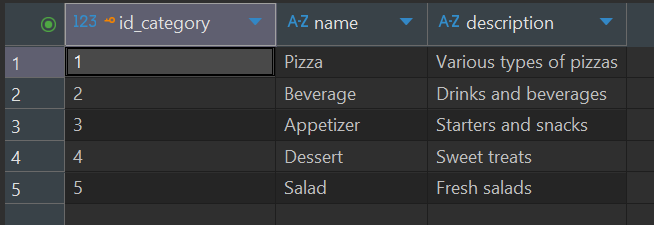 123 id_category A-Z name A-Z description
1 1 Pizza Various types of pizzas
2 2 Beverage Drinks and beverages
3 3 Appetizer Starters and snacks
4 4 Dessert Sweet treats
5 5 Salad Fresh salads